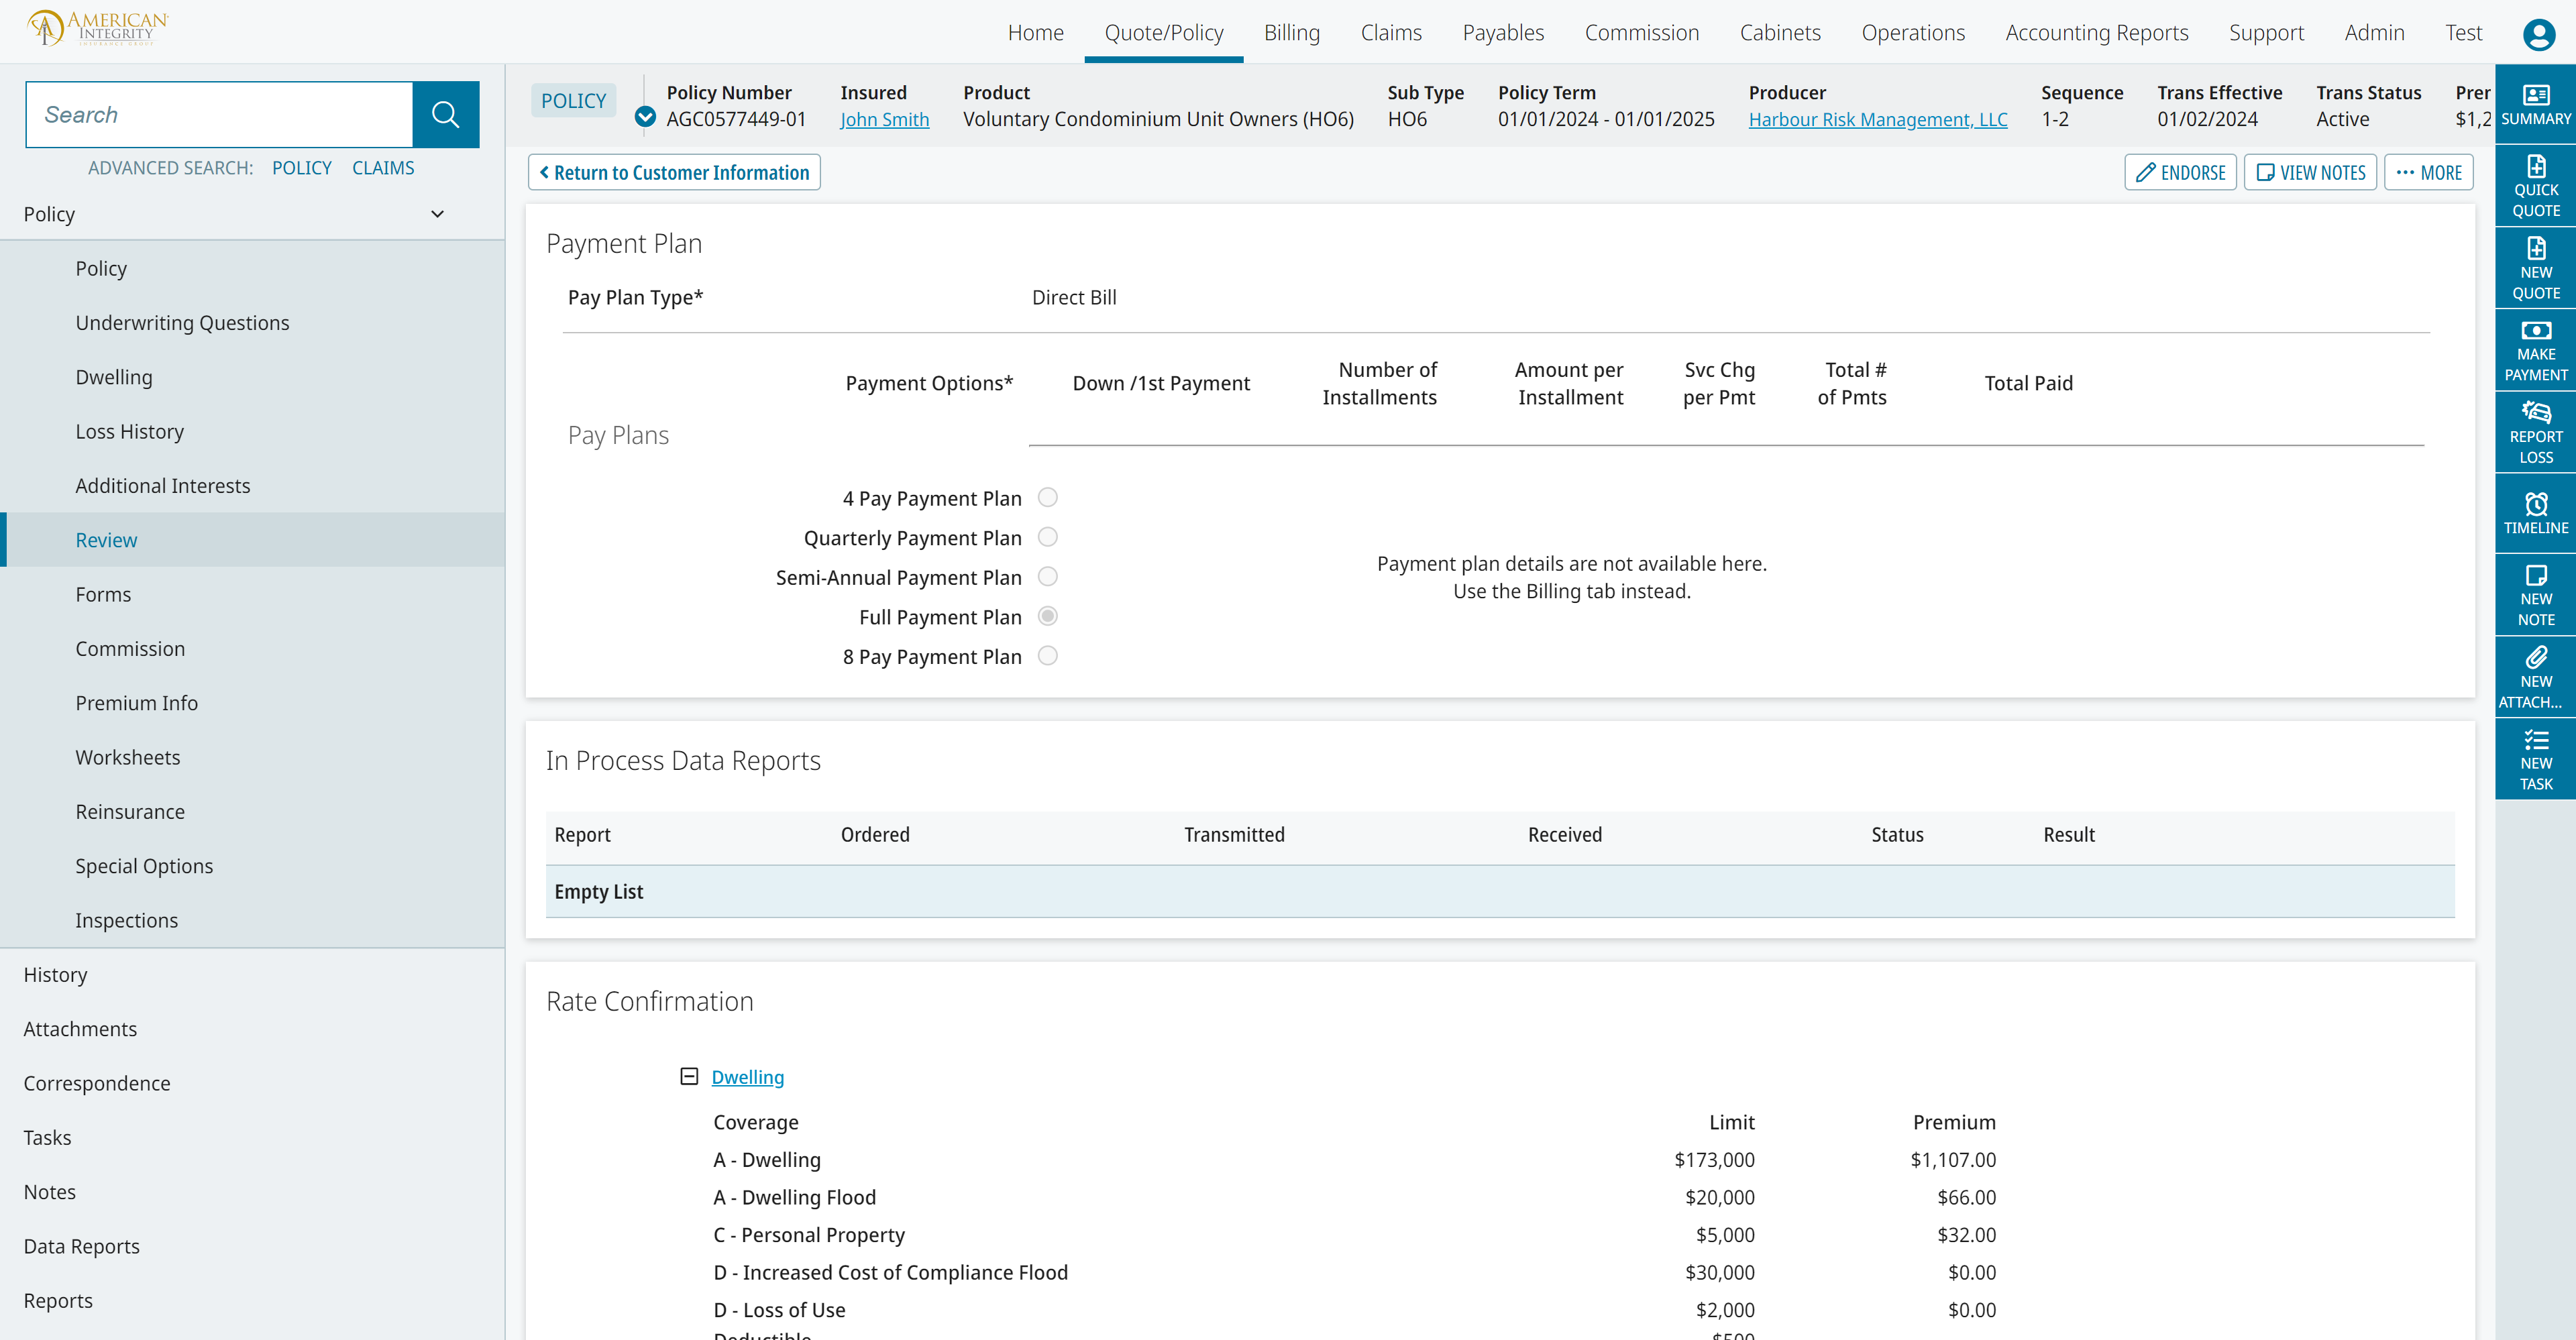 AMERICAN
INTEGRITY
INSURANCE GROUP
Home
Quote/Policy
Billing
Claims
Payables
Commission
Cabinets
Operations
Accounting Reports
Support
Admin
Test
Search
ADVANCED SEARCH: POLICY CLAIMS
Policy
Policy
Underwriting Questions
Dwelling
Loss History
Additional Interests
Review
Forms
Commission
Premium Info
Worksheets
Reinsurance
Special Options
Inspections
History
Attachments
Correspondence
Tasks
Notes
Data Reports
Reports
POLICY
Policy Number
AGC0577449-01
Insured
John Smith
Product
Voluntary Condominium Unit Owners (HO6)
Sub Type
HO6
Policy Term
01/01/2024 - 01/01/2025
Producer
Harbour Risk Management, LLC
Sequence
1-2
Trans Effective
01/02/2024
Trans Status
Active
Prer
$1,2
Return to Customer Information
ENDORSE
VIEW NOTES
MORE
Payment Plan
Pay Plan Type* Direct Bill
Payment Options*
Down /1st Payment
Number of
Installments
Amount per
Installment
Svc Chg
per Pmt
Total #
of Pmts
Total Paid
Pay Plans
4 Pay Payment Plan
Quarterly Payment Plan
Semi-Annual Payment Plan
Full Payment Plan
8 Pay Payment Plan
Payment plan details are not available here.
Use the Billing tab instead.
In Process Data Reports
Report Ordered Transmitted Received Status Result
Empty List
Rate Confirmation
Dwelling
Coverage Limit Premium
A - Dwelling $173,000 $1,107.00
A - Dwelling Flood $20,000 $66.00
C - Personal Property $5,000 $32.00
D - Increased Cost of Compliance Flood $30,000 $0.00
D - Loss of Use $2,000 $0.00
Deductible $500
SUMMARY
QUICK
QUOTE
NEW
QUOTE
MAKE
PAYMENT
REPORT
LOSS
TIMELINE
NEW
NOTE
NEW
ATTACH...
NEW
TASK